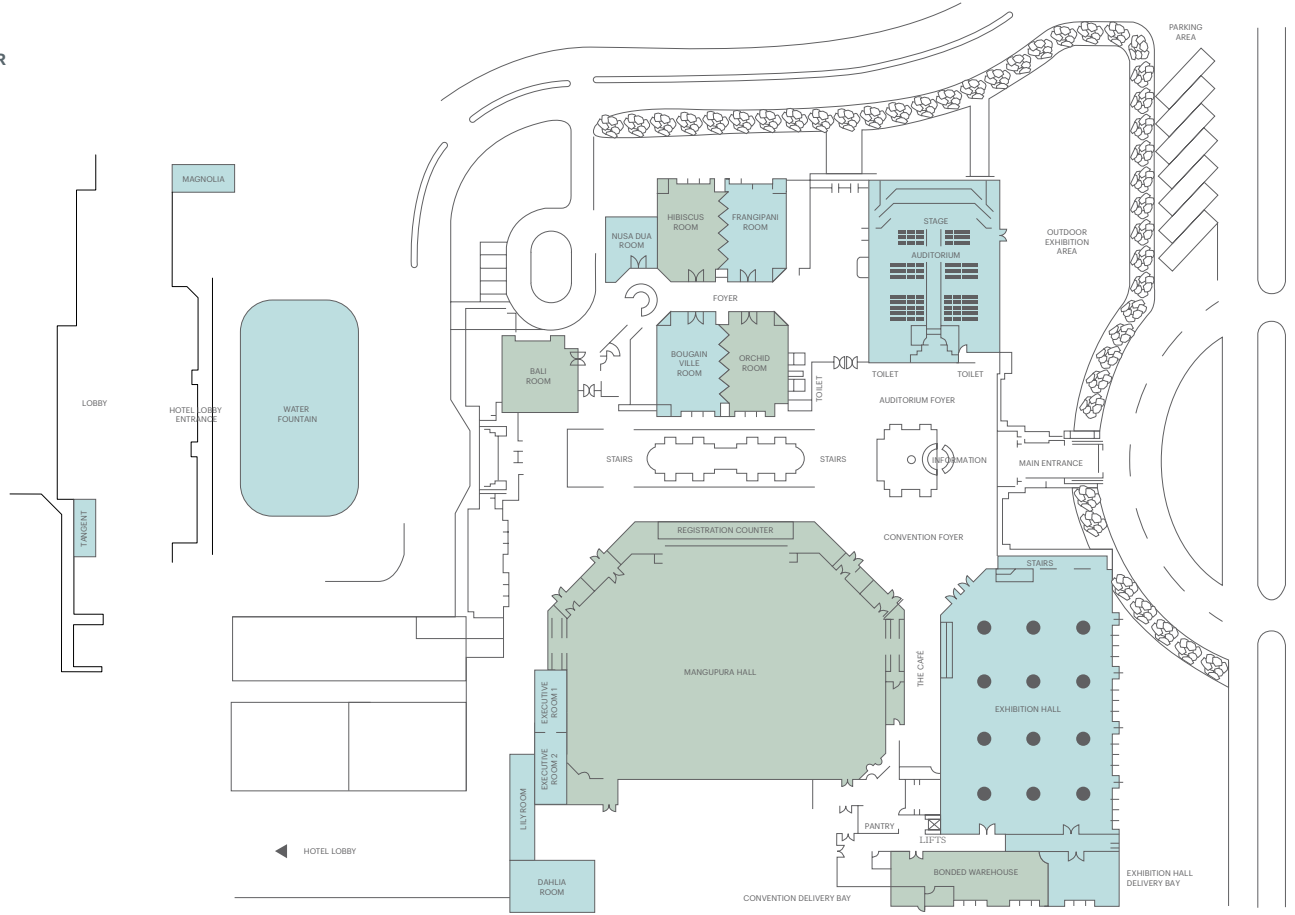 R
PARKING
AREA
MAGNOLIA
HIBISCUS
ROOM
FRANGIPANI
ROOM
NUSA DUA
ROOM
STAGE
AUDITORIUM
OUTDOOR
EXHIBITION
AREA
FOYER
BOUGAIN
VILLE
ROOM
ORCHID
ROOM
BALI
ROOM
TOILET
TOILET
TOILET
AUDITORIUM FOYER
LOBBY
HOTEL LOBBY
ENTRANCE
WATER
FOUNTAIN
STAIRS
STAIRS
INFORMATION
MAIN ENTRANCE
TANGENT
REGISTRATION COUNTER
CONVENTION FOYER
STAIRS
MANGUPURA HALL
THE CAFÉ
EXHIBITION HALL
EXECUTIVE
ROOM 1
EXECUTIVE
ROOM 2
LILY ROOM
PANTRY
LIFTS
HOTEL LOBBY
DAHLIA
ROOM
BONDED WAREHOUSE
EXHIBITION HALL
DELIVERY BAY
CONVENTION DELIVERY BAY